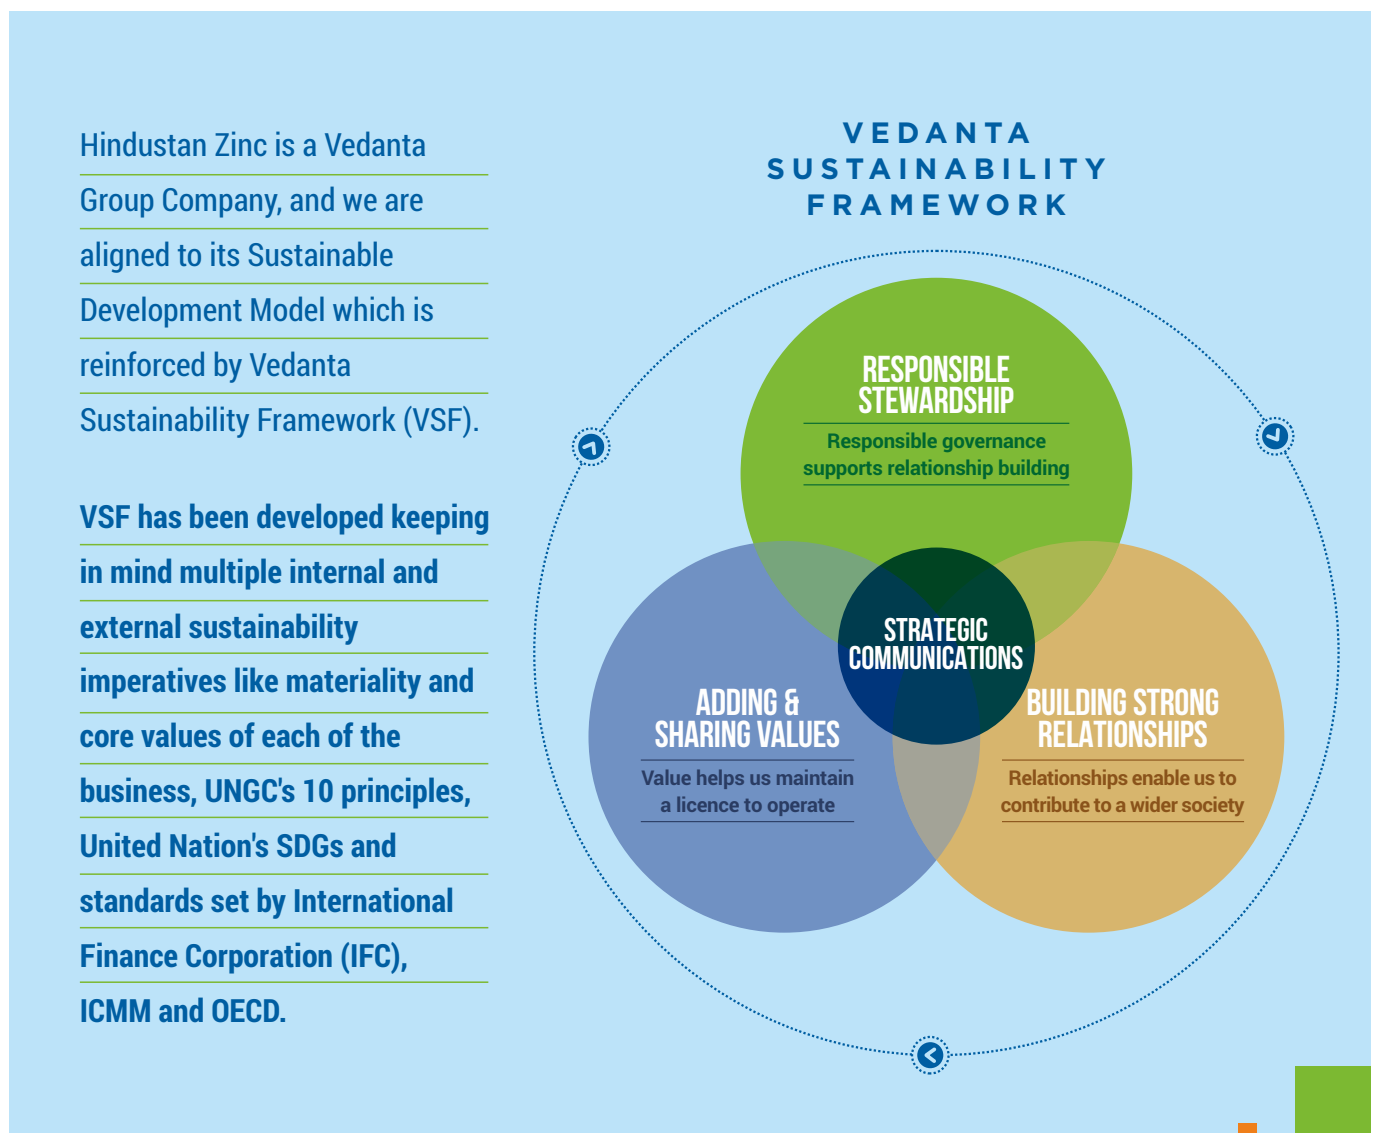 Hindustan Zinc is a Vedanta
Group Company, and we are
aligned to its Sustainable
Development Model which is
reinforced by Vedanta
Sustainability Framework (VSF).
VSF has been developed keeping
in mind multiple internal and
external sustainability
imperatives like materiality and
core values of each of the
business, UNGC's 10 principles,
United Nation's SDGs and
standards set by International
Finance Corporation (IFC),
ICMM and OECD.
VEDANTA
SUSTAINABILITY
FRAMEWORK
RESPONSIBLE
STEWARDSHIP
Responsible governance
supports relationship building
STRATEGIC
COMMUNICATIONS
ADDING &
SHARING VALUES
Value helps us maintain
a licence to operate
BUILDING STRONG
RELATIONSHIPS
Relationships enable us to
contribute to a wider society